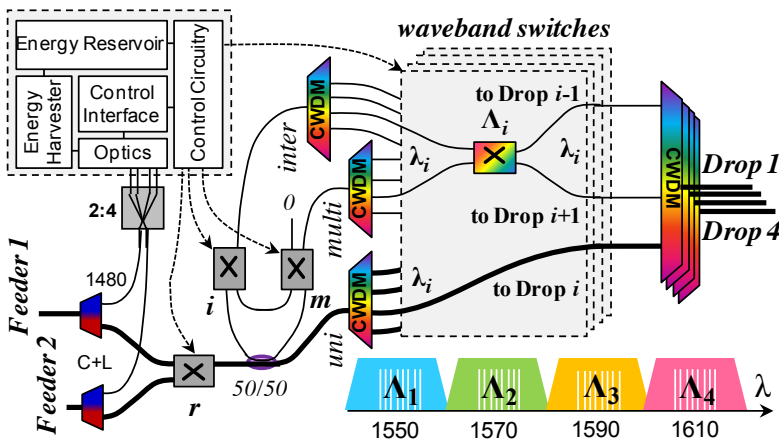 waveband switches
Energy Reservoir
Energy
Harvester
Control
Interface
Optics
Control Circuitry
2:4
1480
Feeder 1
Feeder 2
C+L
r
i
m
0
50/50
inter
multi
uni
CWDM
CWDM
CWDM
λi
λi
λi
Λi
to Drop i-1
to Drop i+1
to Drop i
CWDM
Drop 1
Drop 4
Λ1
Λ2
Λ3
Λ4
λ
1550
1570
1590
1610